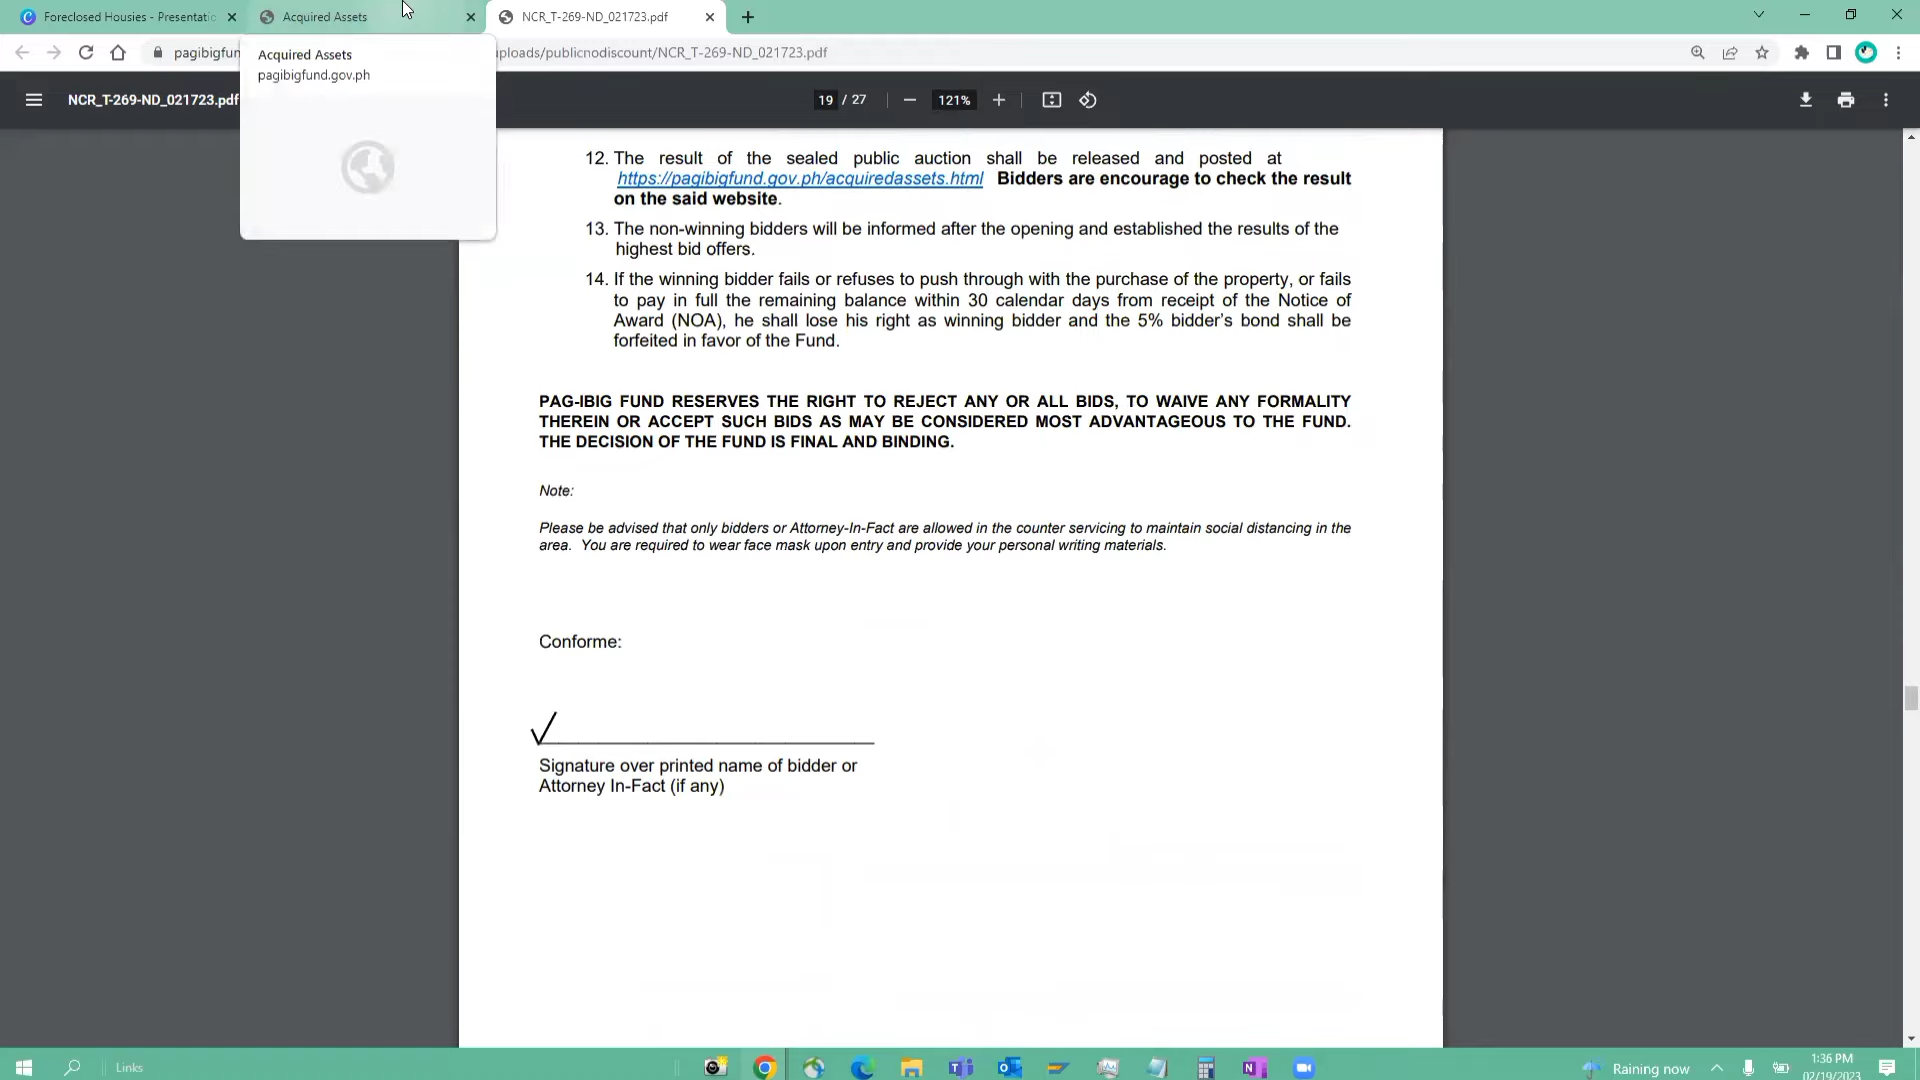 Foreclosed Housies - Presentatic
Acquired Assets
NCR_T-269-ND_021723.pdf
Acquired Assets
pagibigfund.gov.ph
pagibigfun
uploads/publicnodiscount/NCR_T-269-ND_021723.pdf
NCR_T-269-ND_021723.pdf
19 / 27
121%
12. The result of the sealed public auction shall be released and posted at
https://pagibigfund.gov.ph/acquiredassets.html Bidders are encourage to check the result
on the said website.
13. The non-winning bidders will be informed after the opening and established the results of the
highest bid offers.
14. If the winning bidder fails or refuses to push through with the purchase of the property, or fails
to pay in full the remaining balance within 30 calendar days from receipt of the Notice of
Award (NOA), he shall lose his right as winning bidder and the 5% bidder's bond shall be
forfeited in favor of the Fund.
PAG-IBIG FUND RESERVES THE RIGHT TO REJECT ANY OR ALL BIDS, TO WAIVE ANY FORMALITY
THEREIN OR ACCEPT SUCH BIDS AS MAY BE CONSIDERED MOST ADVANTAGEOUS TO THE FUND.
THE DECISION OF THE FUND IS FINAL AND BINDING.
Note:
Please be advised that only bidders or Attorney-In-Fact are allowed in the counter servicing to maintain social distancing in the
area. You are required to wear face mask upon entry and provide your personal writing materials.
Conforme:
Signature over printed name of bidder or
Attorney In-Fact (if any)
Links
Raining now
1:36 PM
02/19/2023